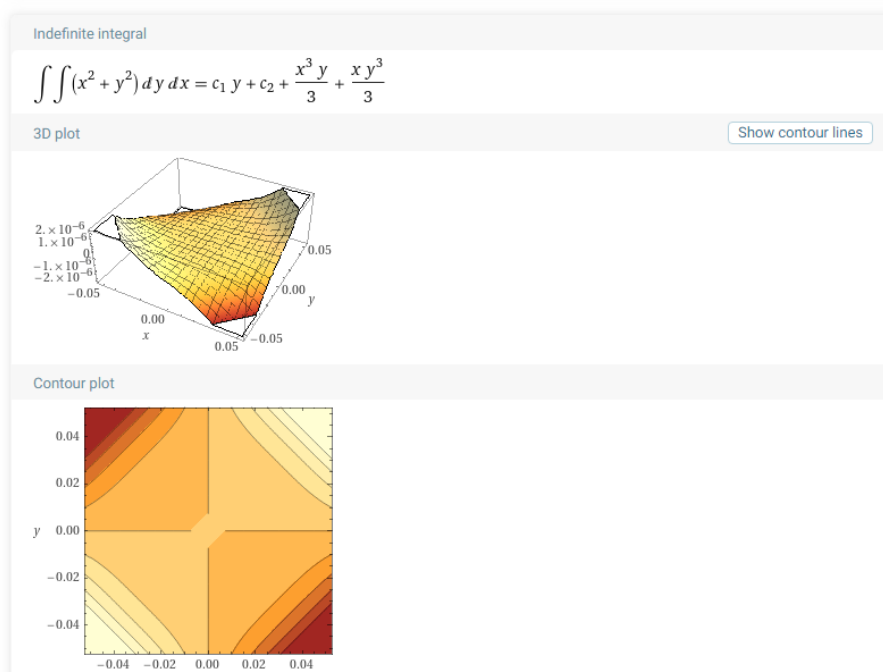 Indefinite integral
∫∫(x² + y²) dy dx = c₁ y + c₂ + x³ y/3 + x y³/3
3D plot
Show contour lines
2.×10⁻⁶
1.×10⁻⁶
0
−1.×10⁻⁶
−2.×10⁻⁶
−0.05
0.00
x
0.05
0.05
0.00
y
−0.05
Contour plot
0.04
0.02
y 0.00
−0.02
−0.04
−0.04 −0.02 0.00 0.02 0.04